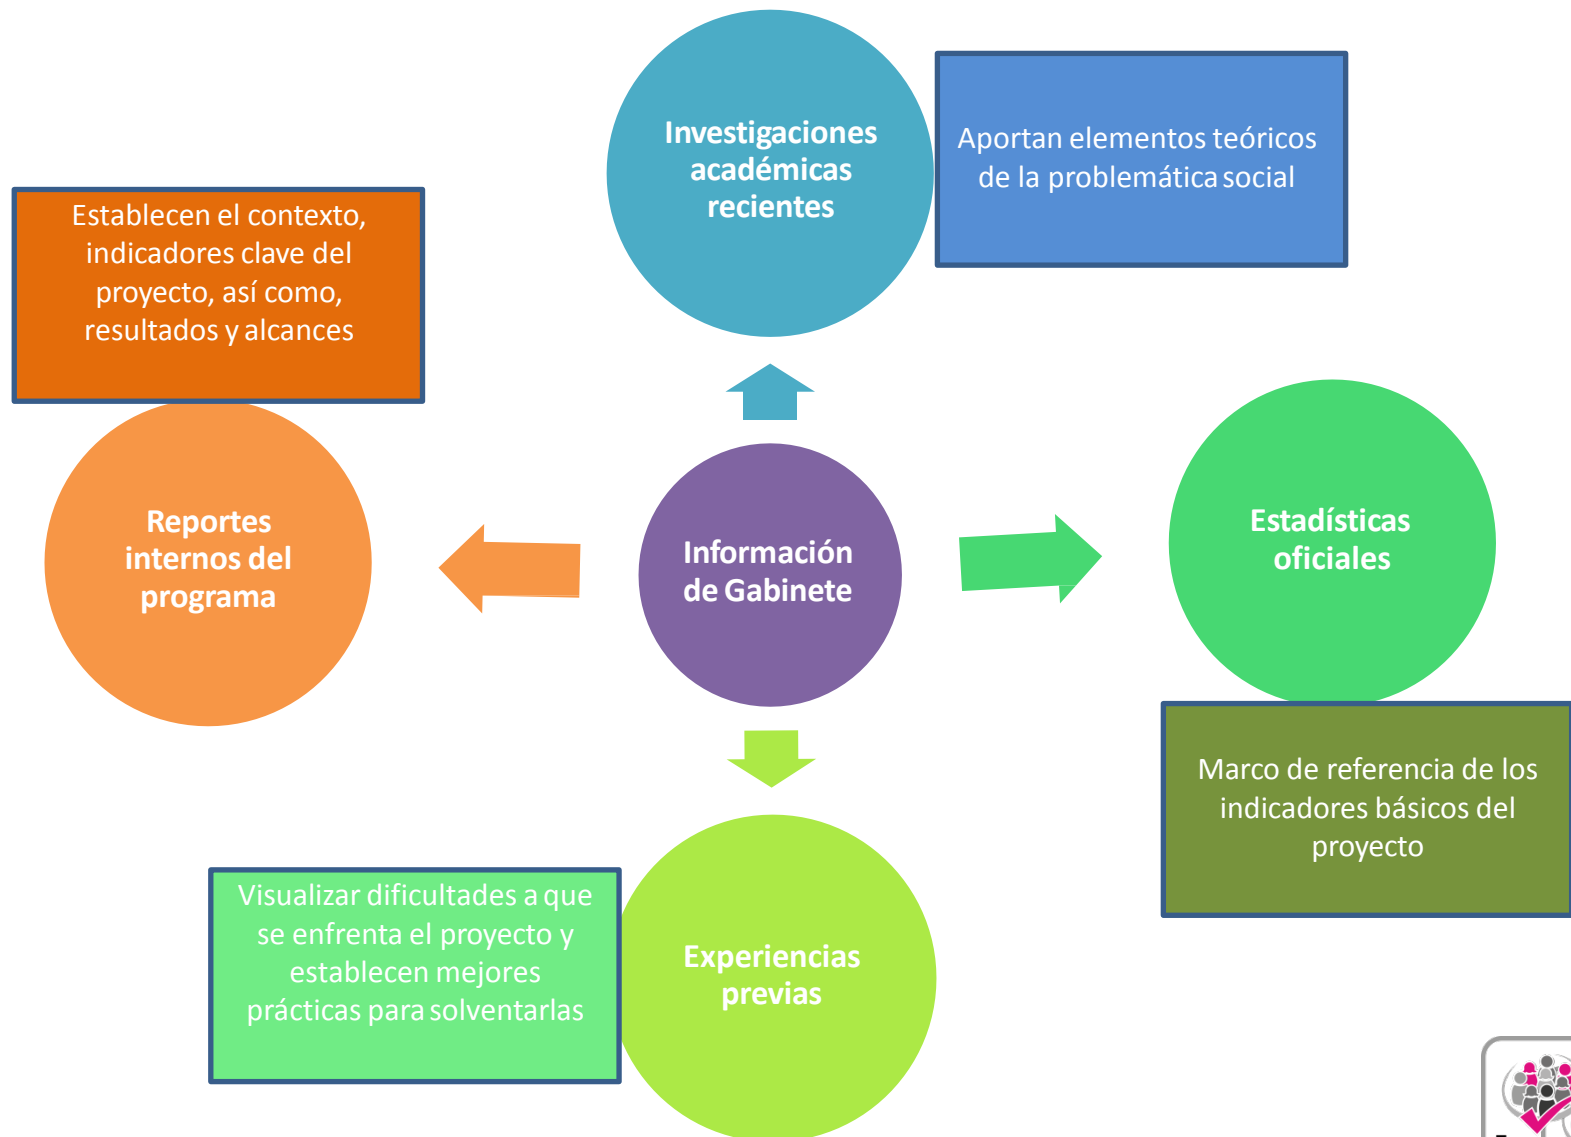 Investigaciones
académicas
recientes
Aportan elementos teóricos
de la problemática social
Establecen el contexto,
indicadores clave del
proyecto, así como,
resultados y alcances
Reportes
internos del
programa
Información
de Gabinete
Estadísticas
oficiales
Marco de referencia de los
indicadores básicos del
proyecto
Visualizar dificultades a que
se enfrenta el proyecto y
establecen mejores
prácticas para solventarlas
Experiencias
previas